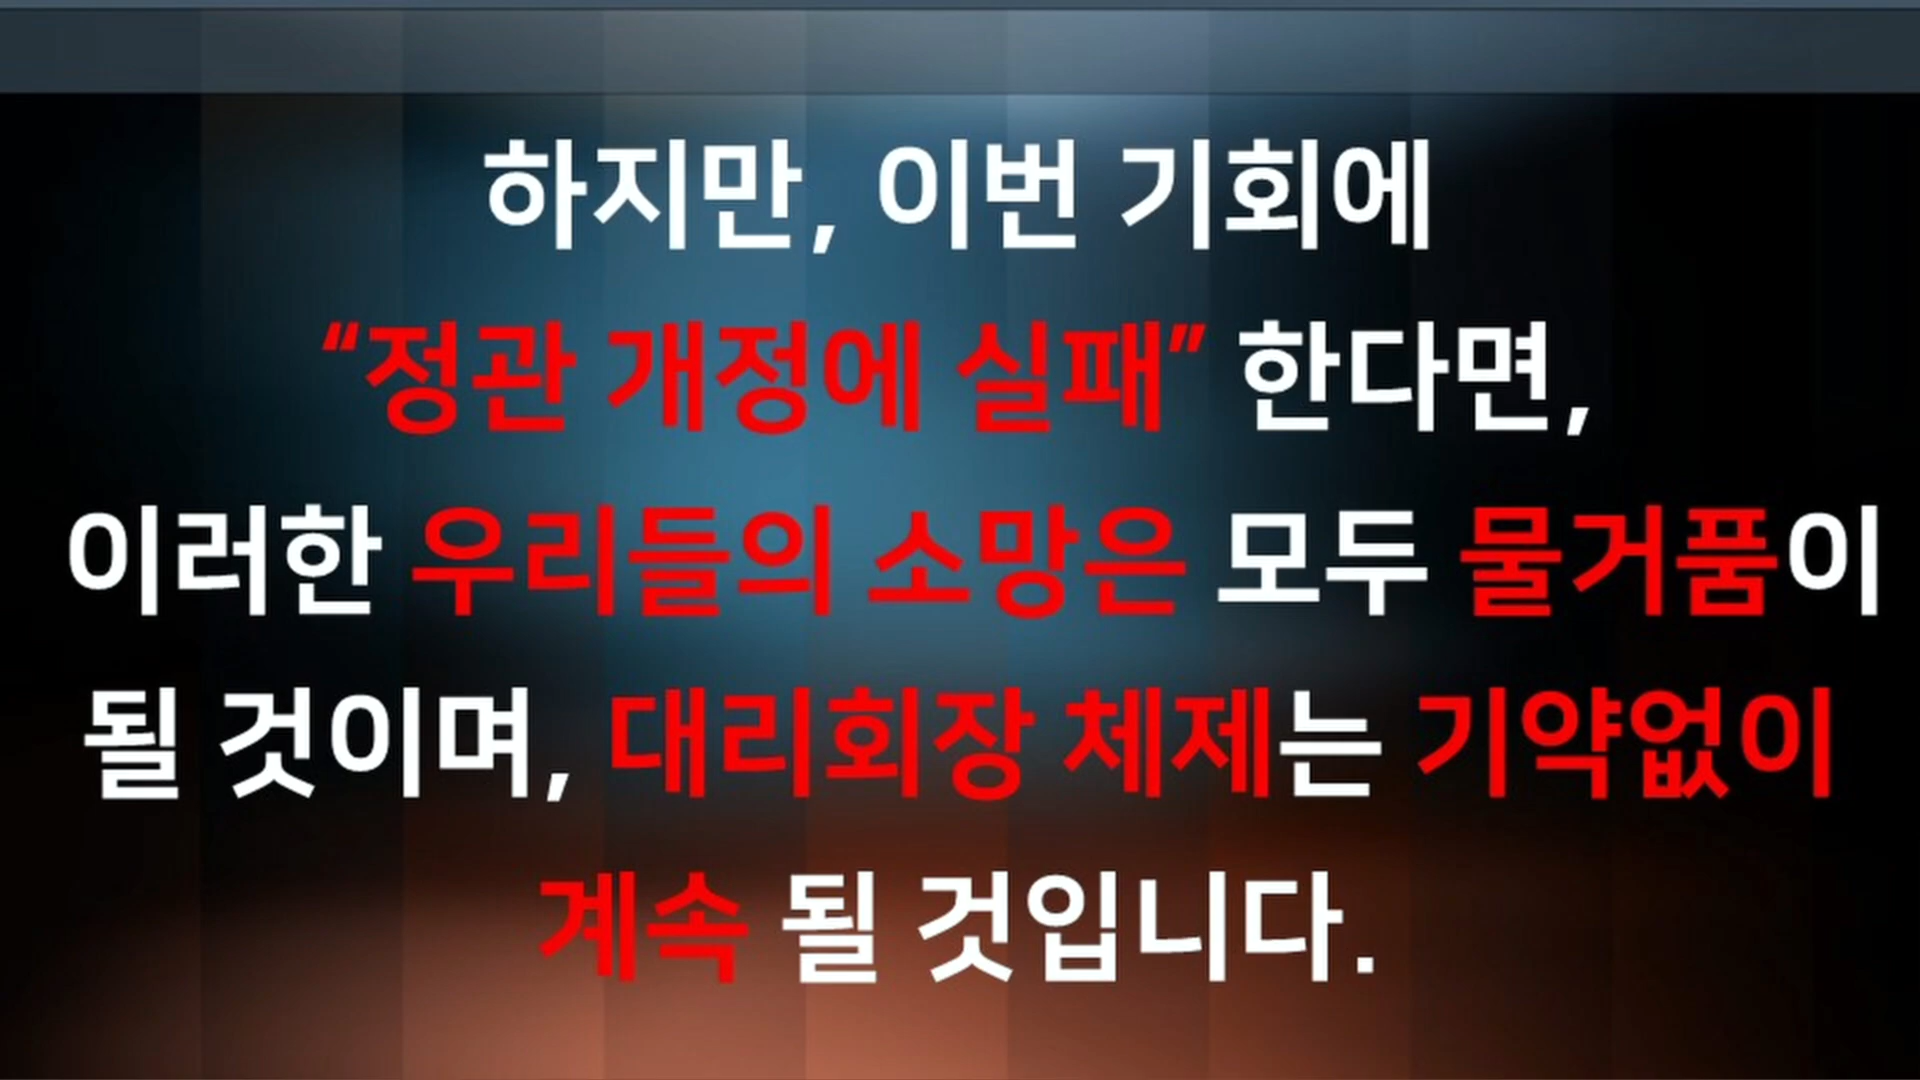 하지만, 이번 기회에
“정관 개정에 실패” 한다면,
이러한 우리들의 소망은 모두 물거품이
될 것이며, 대리회장 체제는 기약없이
계속 될 것입니다.